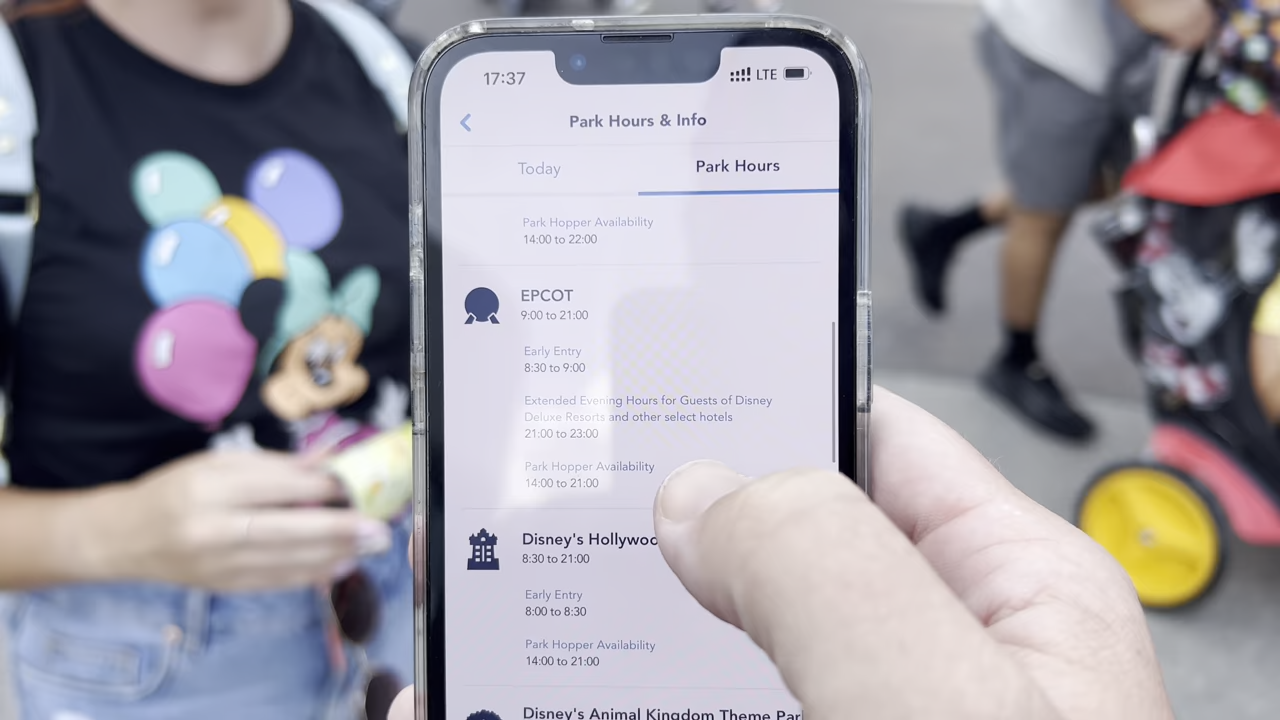 17:37
LTE
Park Hours & Info
Today
Park Hours
Park Hopper Availability
14:00 to 22:00
EPCOT
9:00 to 21:00
Early Entry
8:30 to 9:00
Extended Evening Hours for Guests of Disney
Deluxe Resorts and other select hotels
21:00 to 23:00
Park Hopper Availability
14:00 to 21:00
Disney's Hollywoo
8:30 to 21:00
Early Entry
8:00 to 8:30
Park Hopper Availability
14:00 to 21:00
Disney's Animal Kingdom Theme Par